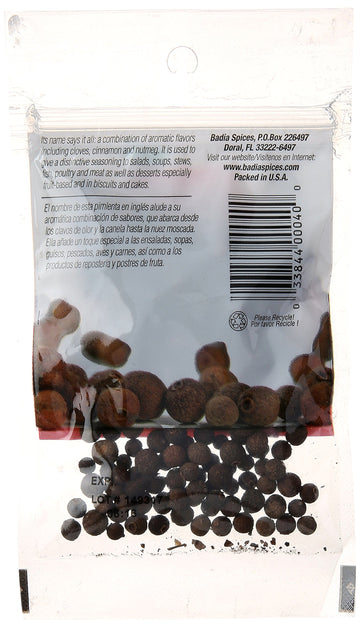 Its name says it all: a combination of aromatic flavors
including cloves, cinnamon and nutmeg. It is used to
give a distinctive seasoning to salads, soups, stews,
fish, poultry and meat as well as desserts especially
fruit-based and in biscuits and cakes.
El nombre de esta pimienta en inglés alude a su
aromática combinación de sabores, que abarca desde
los clavos de olor y la canela hasta la nuez moscada.
Ella añade un toque especial a las ensaladas, sopas,
guisos, pescados, aves y carnes, así como a los
productos de repostería y postres de fruta.
Badia Spices, P.O.Box 226497
Doral, FL 33222-6497
Visit our website/Visítenos en Internet:
www.badiaspices.com
Packed in U.S.A.
0 33844 00040 0
Please Recycle!
Por favor Recicle !
EXP.
LOT.#